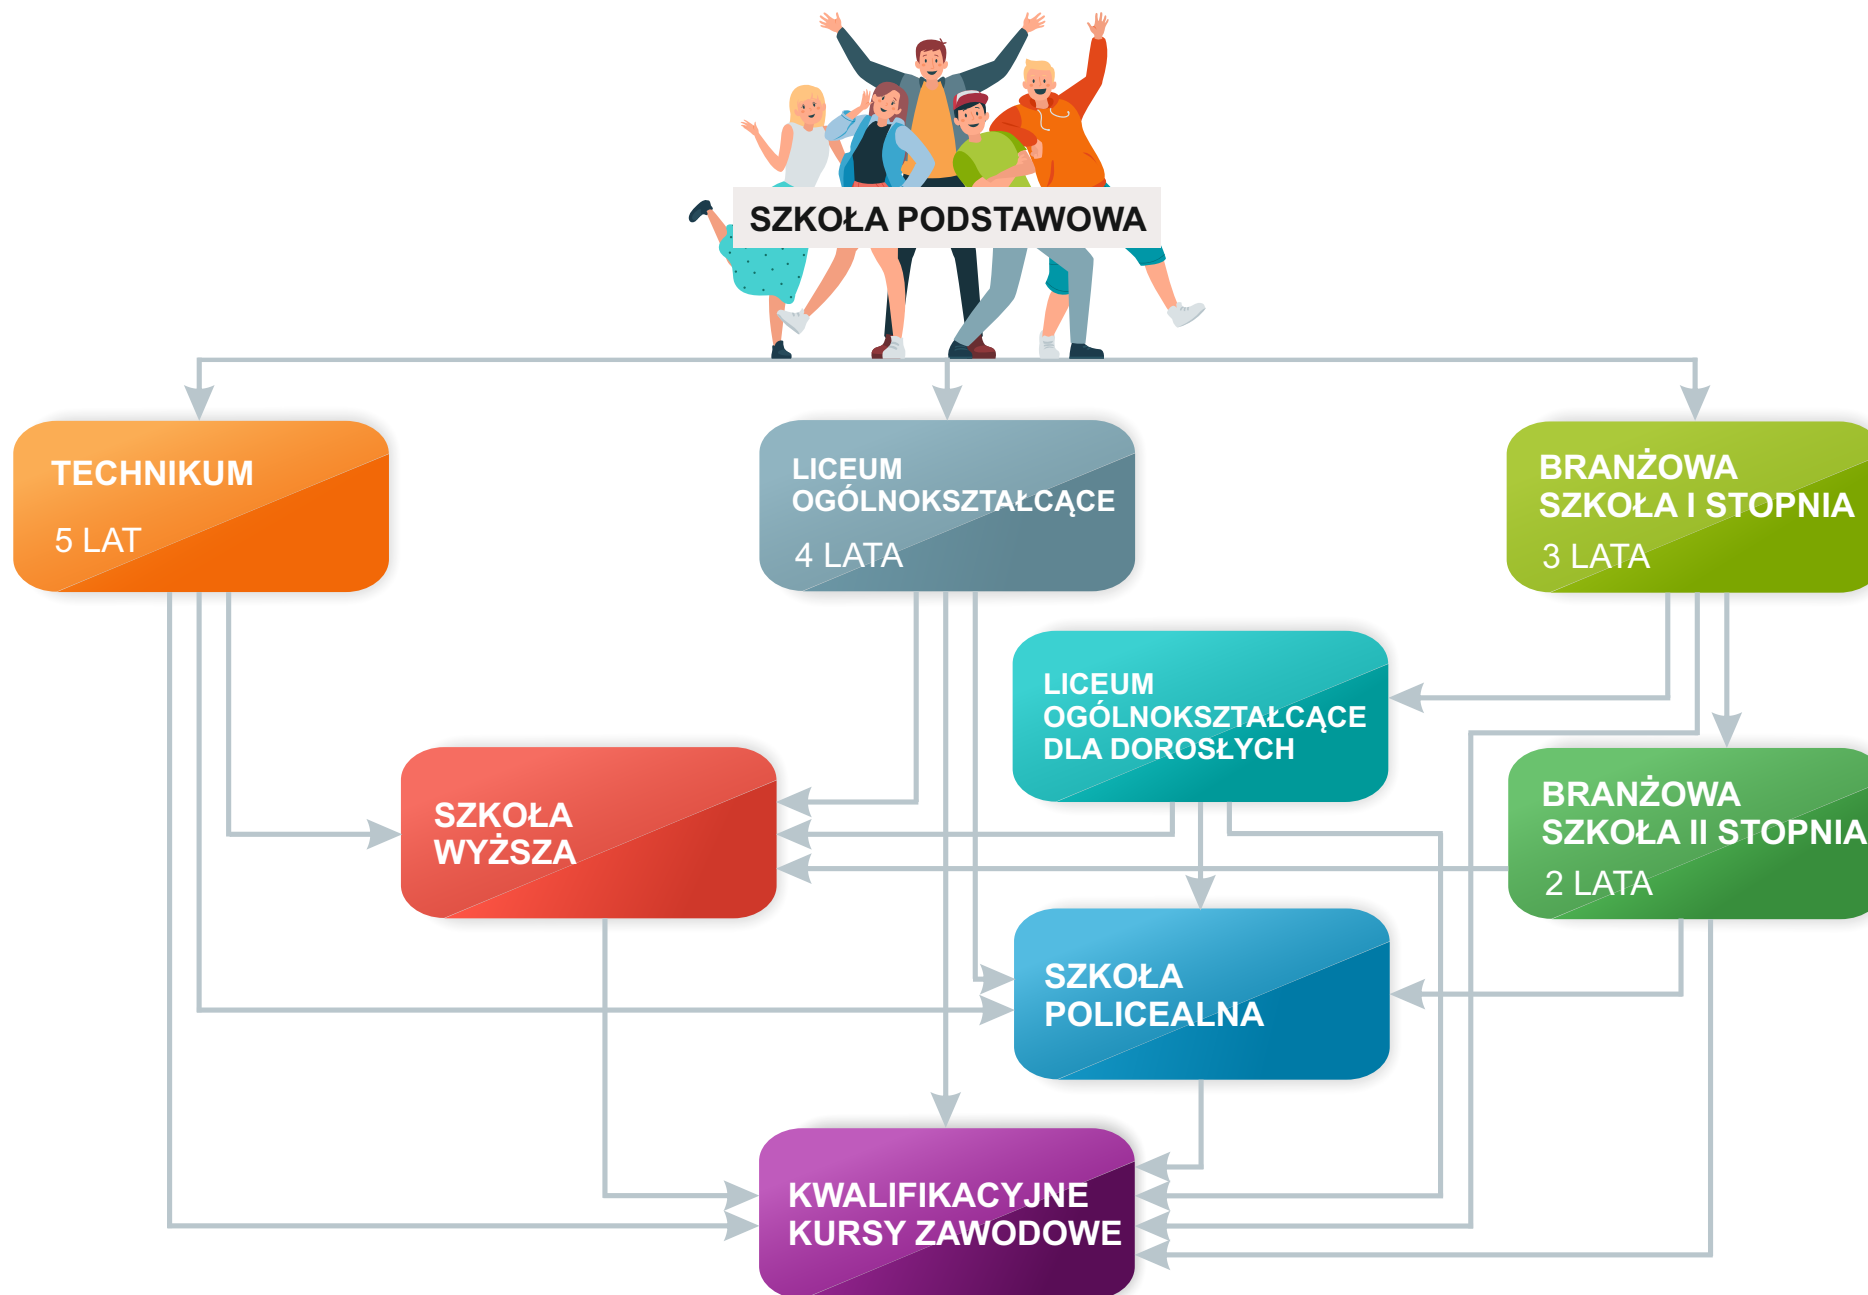 SZKOŁA PODSTAWOWA
TECHNIKUM
5 LAT
LICEUM
OGÓLNOKSZTAŁCĄCE
4 LATA
BRANŻOWA
SZKOŁA I STOPNIA
3 LATA
LICEUM
OGÓLNOKSZTAŁCĄCE
DLA DOROSŁYCH
SZKOŁA
WYŻSZA
BRANŻOWA
SZKOŁA II STOPNIA
2 LATA
SZKOŁA
POLICEALNA
KWALIFIKACYJNE
KURSY ZAWODOWE